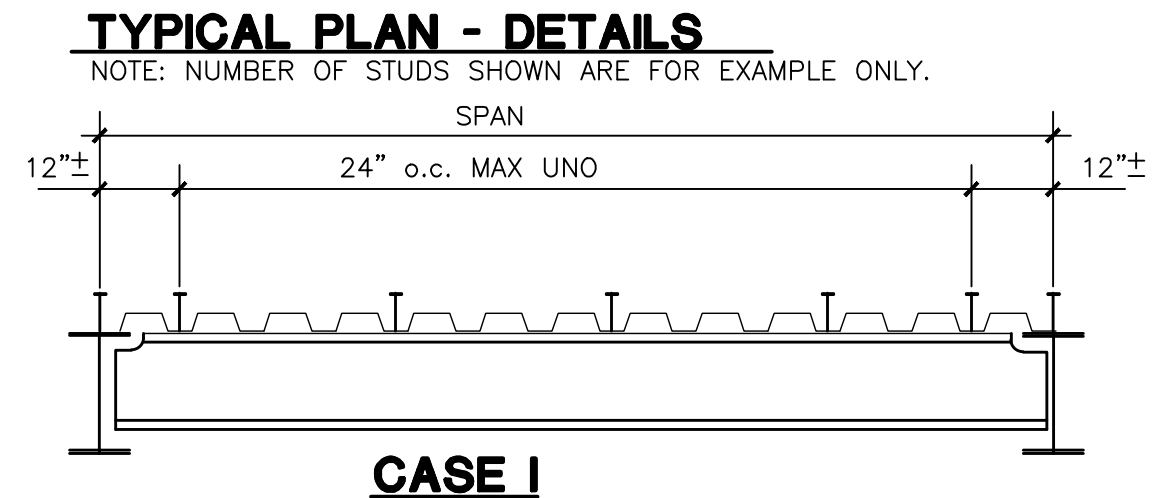 TYPICAL PLAN - DETAILS
NOTE: NUMBER OF STUDS SHOWN ARE FOR EXAMPLE ONLY.
SPAN
12"± 24" o.c. MAX UNO 12"±
CASE I